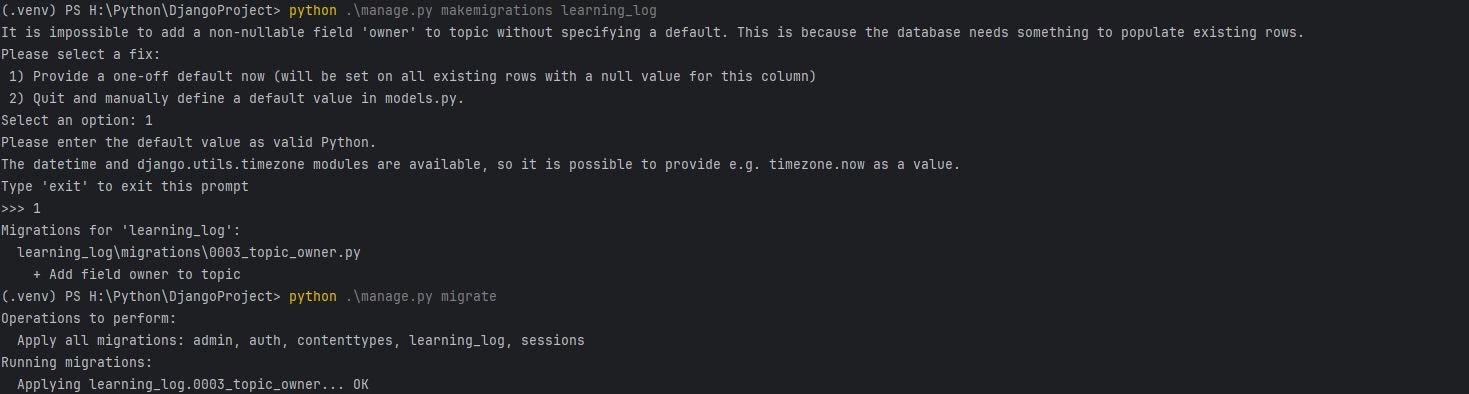 (.venv) PS H:\Python\DjangoProject> python .\manage.py makemigrations learning_log
It is impossible to add a non-nullable field 'owner' to topic without specifying a default. This is because the database needs something to populate existing rows.
Please select a fix:
 1) Provide a one-off default now (will be set on all existing rows with a null value for this column)
 2) Quit and manually define a default value in models.py.
Select an option: 1
Please enter the default value as valid Python.
The datetime and django.utils.timezone modules are available, so it is possible to provide e.g. timezone.now as a value.
Type 'exit' to exit this prompt
>>> 1
Migrations for 'learning_log':
  learning_log\migrations\0003_topic_owner.py
    + Add field owner to topic
(.venv) PS H:\Python\DjangoProject> python .\manage.py migrate
Operations to perform:
  Apply all migrations: admin, auth, contenttypes, learning_log, sessions
Running migrations:
  Applying learning_log.0003_topic_owner... OK